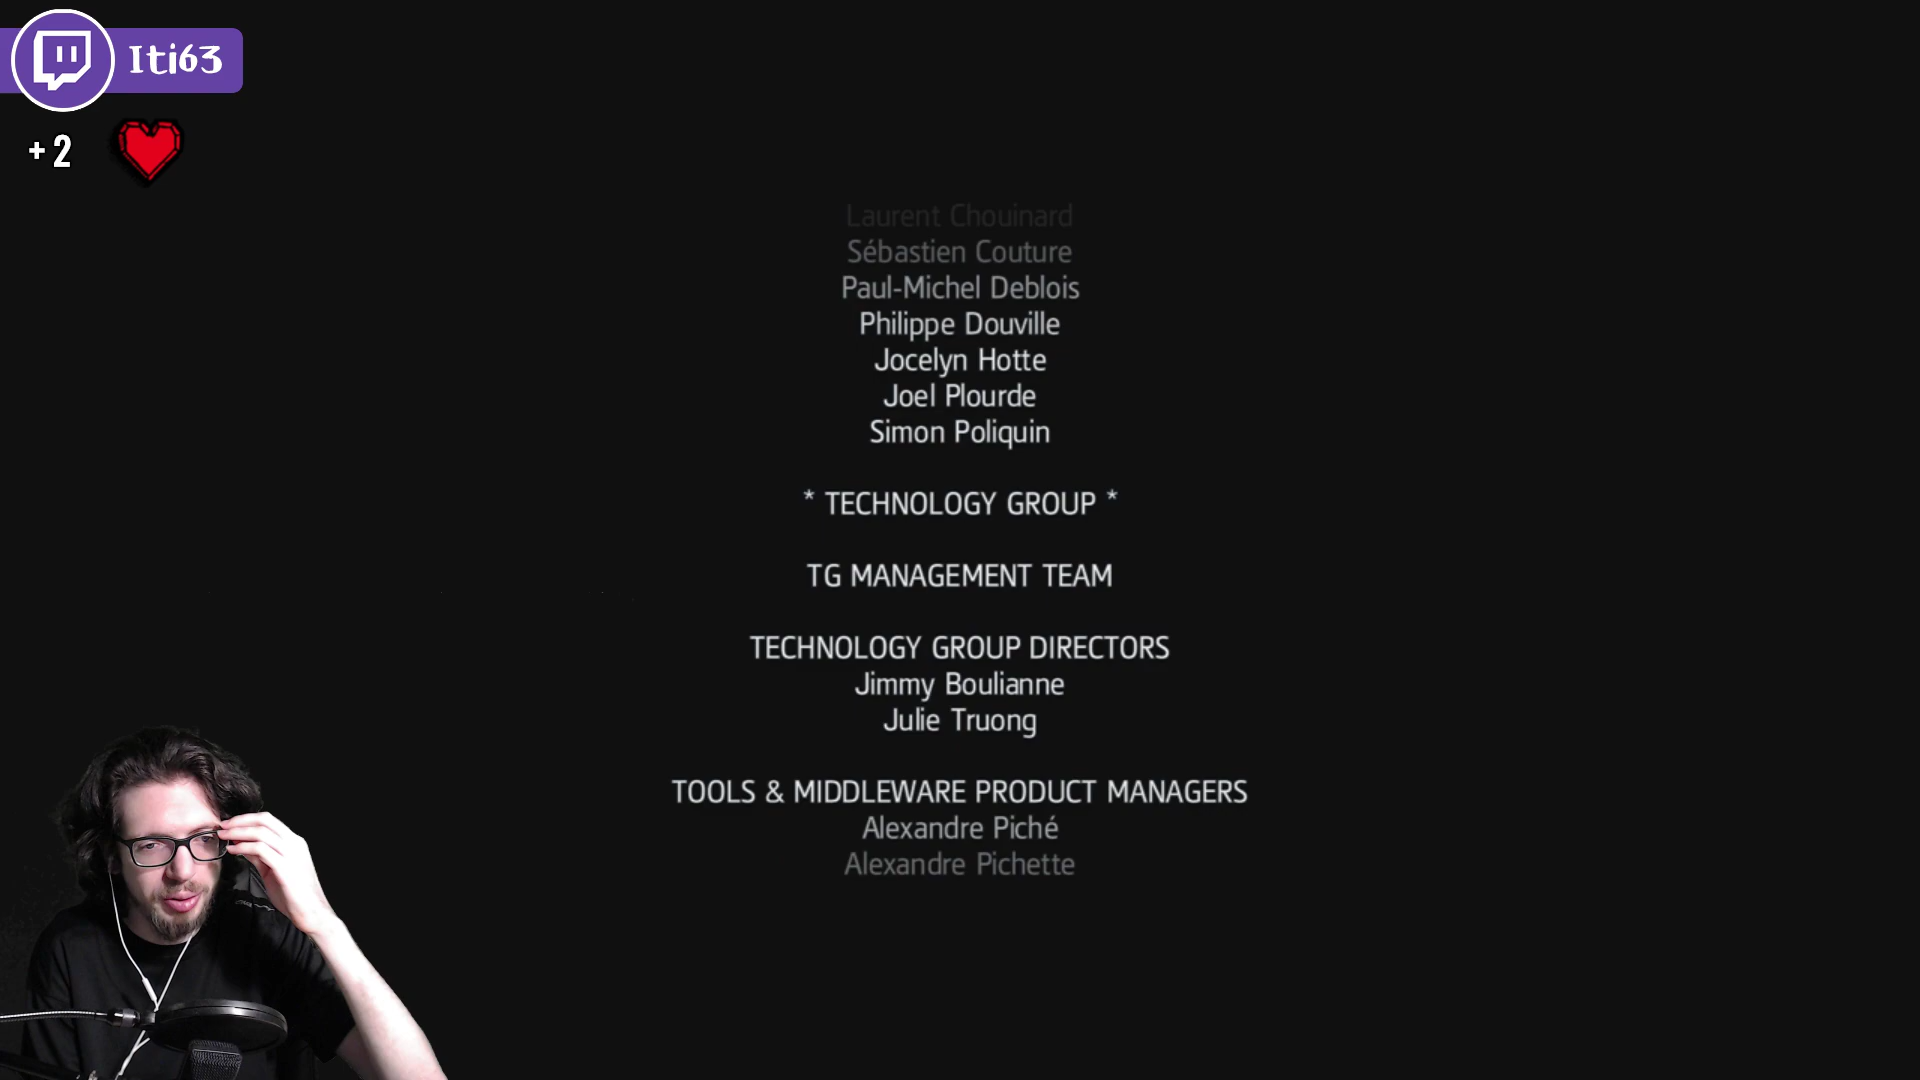 Iti63
+ 2
Laurent Chouinard
Sébastien Couture
Paul-Michel Deblois
Philippe Douville
Jocelyn Hotte
Joel Plourde
Simon Poliquin
* TECHNOLOGY GROUP *
TG MANAGEMENT TEAM
TECHNOLOGY GROUP DIRECTORS
Jimmy Boulianne
Julie Truong
TOOLS & MIDDLEWARE PRODUCT MANAGERS
Alexandre Piché
Alexandre Pichette